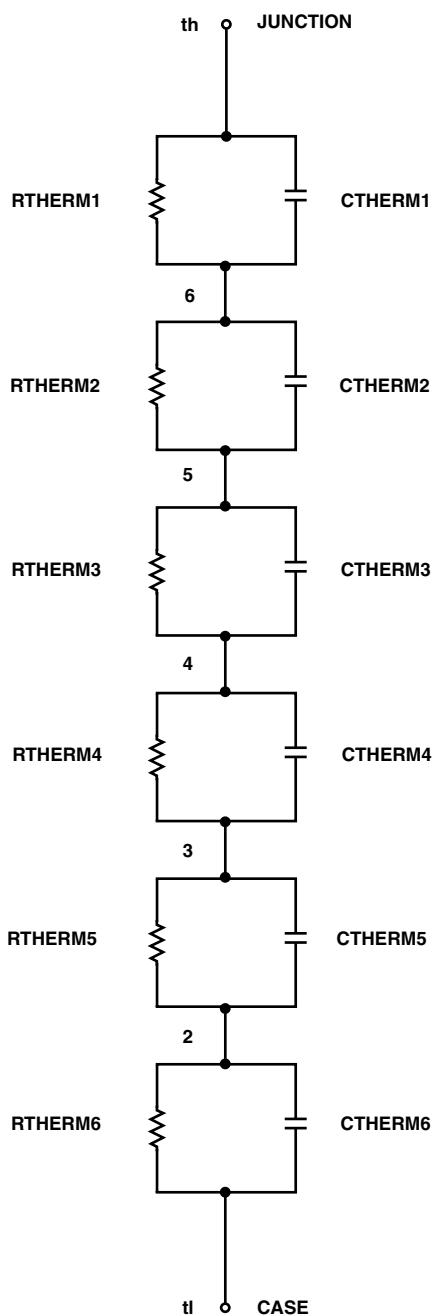 th JUNCTION
RTHERM1 CTHERM1
6
RTHERM2 CTHERM2
5
RTHERM3 CTHERM3
4
RTHERM4 CTHERM4
3
RTHERM5 CTHERM5
2
RTHERM6 CTHERM6
tl CASE